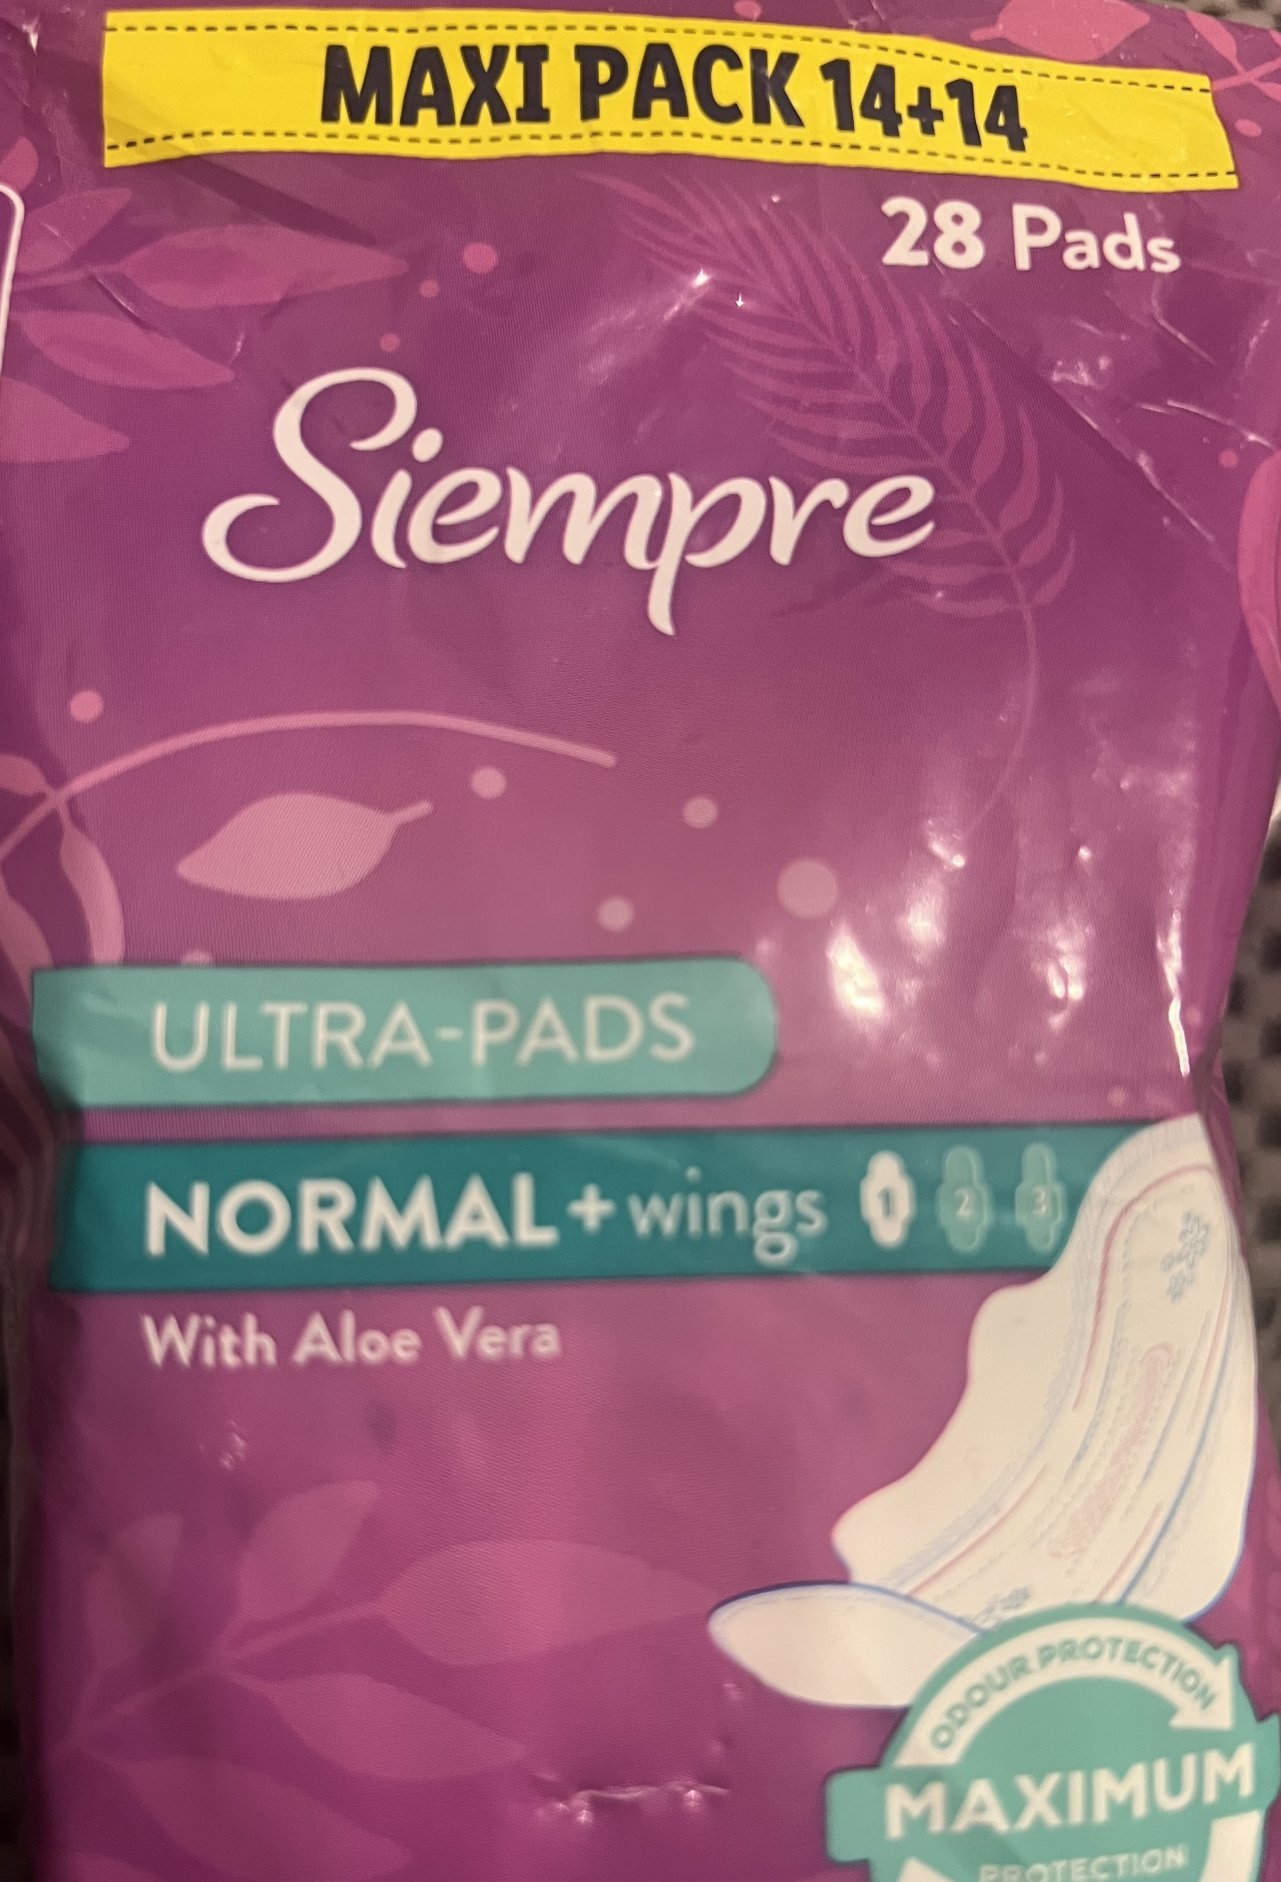 MAXI PACK 14+14
28 Pads
Siempre
ULTRA-PADS
NORMAL + wings 1 2 3
With Aloe Vera
ODOUR PROTECTION
MAXIMUM
PROTECTION